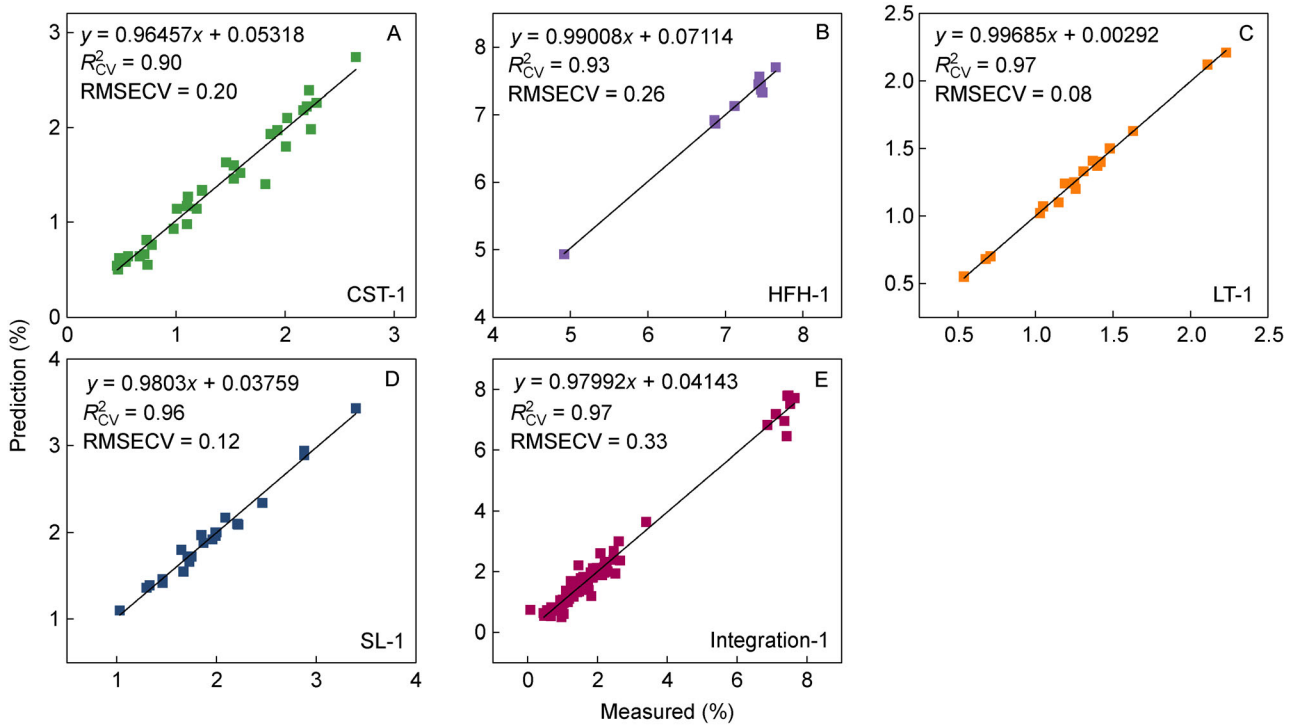 A
y = 0.96457x + 0.05318
R²CV = 0.90
RMSECV = 0.20
CST-1
3
2
1
0
0
1
2
3
B
y = 0.99008x + 0.07114
R²CV = 0.93
RMSECV = 0.26
HFH-1
8
7
6
5
4
4
5
6
7
8
C
y = 0.99685x + 0.00292
R²CV = 0.97
RMSECV = 0.08
LT-1
2.5
2.0
1.5
1.0
0.5
0.5
1.0
1.5
2.0
2.5
Prediction (%)
D
y = 0.9803x + 0.03759
R²CV = 0.96
RMSECV = 0.12
SL-1
4
3
2
1
1
2
3
4
E
y = 0.97992x + 0.04143
R²CV = 0.97
RMSECV = 0.33
Integration-1
8
6
4
2
0
0
2
4
6
8
Measured (%)